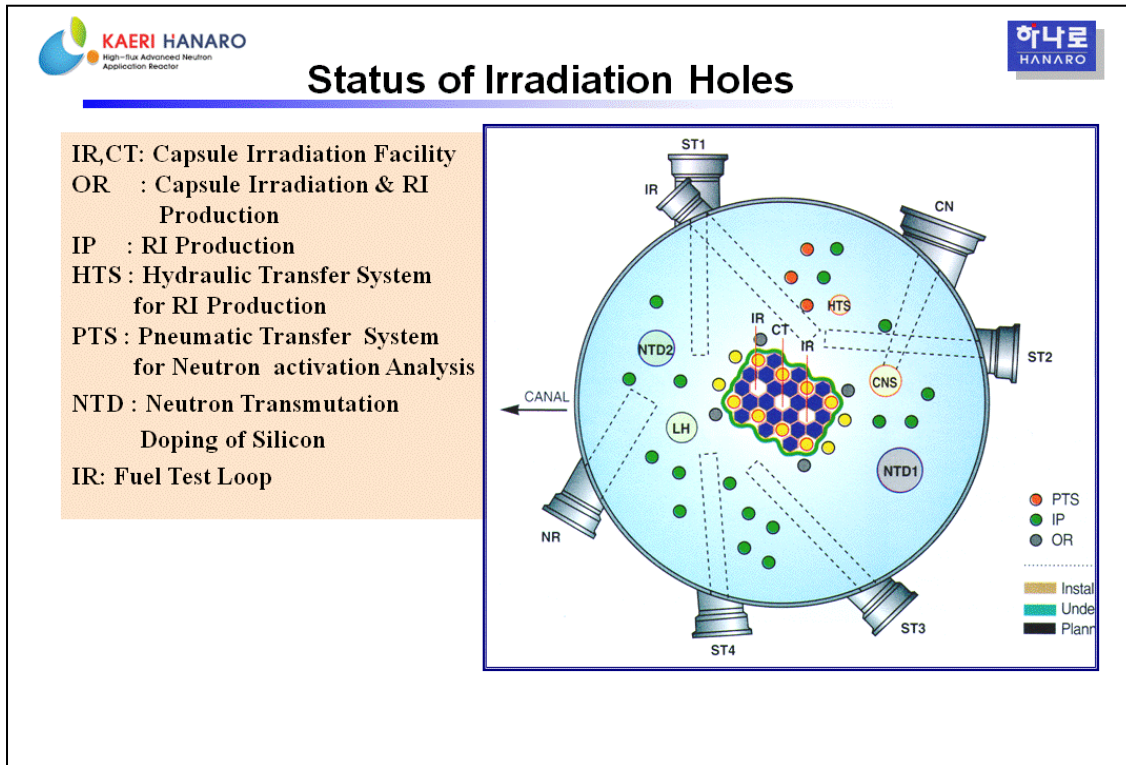 KAERI HANARO
High-flux Advanced Neutron
Application Reactor
하나로
HANARO
Status of Irradiation Holes
IR,CT: Capsule Irradiation Facility
OR : Capsule Irradiation & RI
Production
IP : RI Production
HTS : Hydraulic Transfer System
for RI Production
PTS : Pneumatic Transfer System
for Neutron activation Analysis
NTD : Neutron Transmutation
Doping of Silicon
IR: Fuel Test Loop
ST1
IR
CN
HTS
IR
CT
IR
NTD2
ST2
CNS
CANAL
LH
NTD1
PTS
IP
OR
NR
Instal
Unde
Plann
ST3
ST4